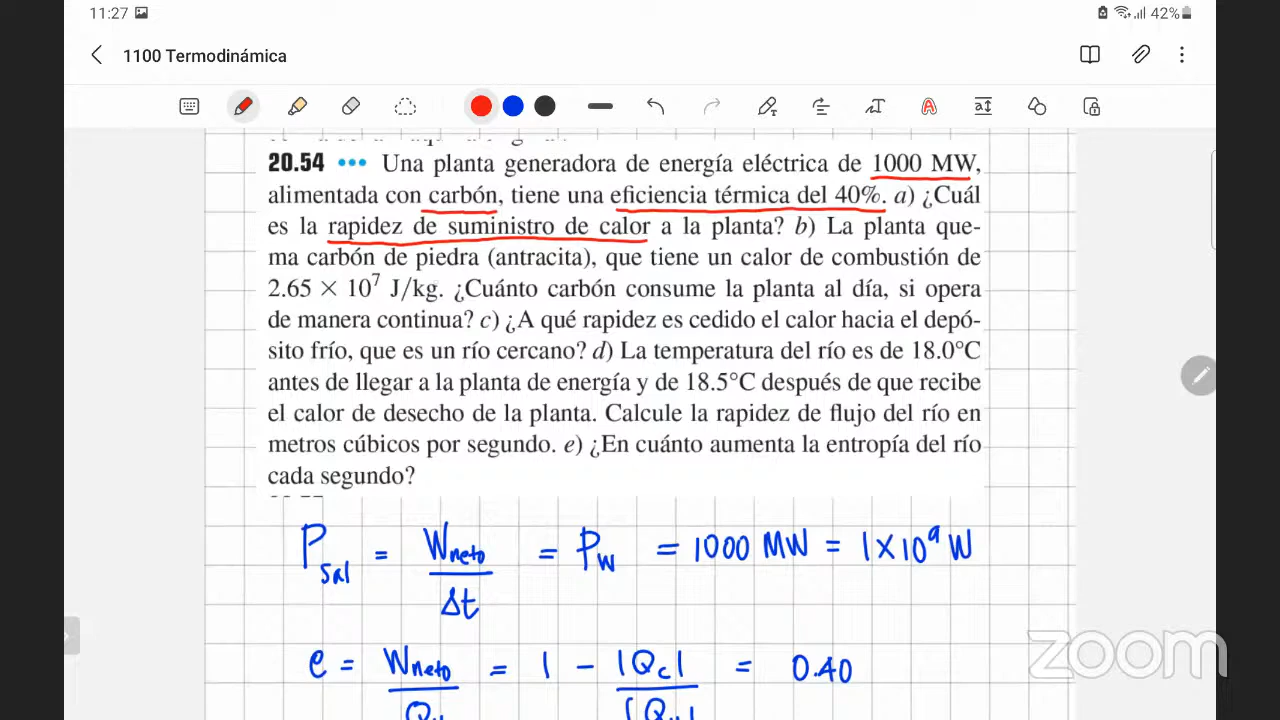 11:27 42%
1100 Termodinámica
20.54 ••• Una planta generadora de energía eléctrica de 1000 MW,
alimentada con carbón, tiene una eficiencia térmica del 40%. a) ¿Cuál
es la rapidez de suministro de calor a la planta? b) La planta que-
ma carbón de piedra (antracita), que tiene un calor de combustión de
2.65 × 10⁷ J/kg. ¿Cuánto carbón consume la planta al día, si opera
de manera continua? c) ¿A qué rapidez es cedido el calor hacia el depó-
sito frío, que es un río cercano? d) La temperatura del río es de 18.0°C
antes de llegar a la planta de energía y de 18.5°C después de que recibe
el calor de desecho de la planta. Calcule la rapidez de flujo del río en
metros cúbicos por segundo. e) ¿En cuánto aumenta la entropía del río
cada segundo?
P sal = Wneto / Δt = Pw = 1000 MW = 1×10⁹ W
e = Wneto / = 1 − |Qc| / = 0.40
zoom